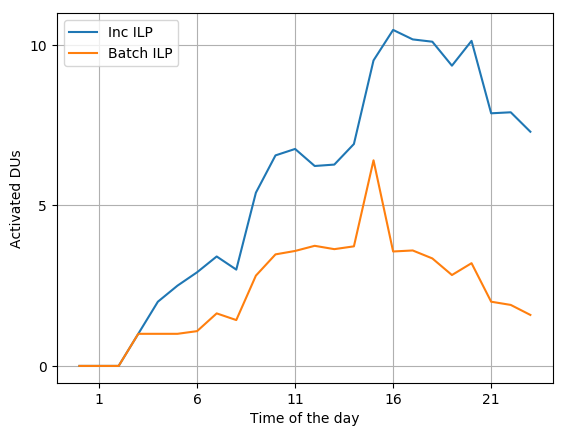 Inc ILP
Batch ILP
10
5
0
Activated DUs
1 6 11 16 21
Time of the day